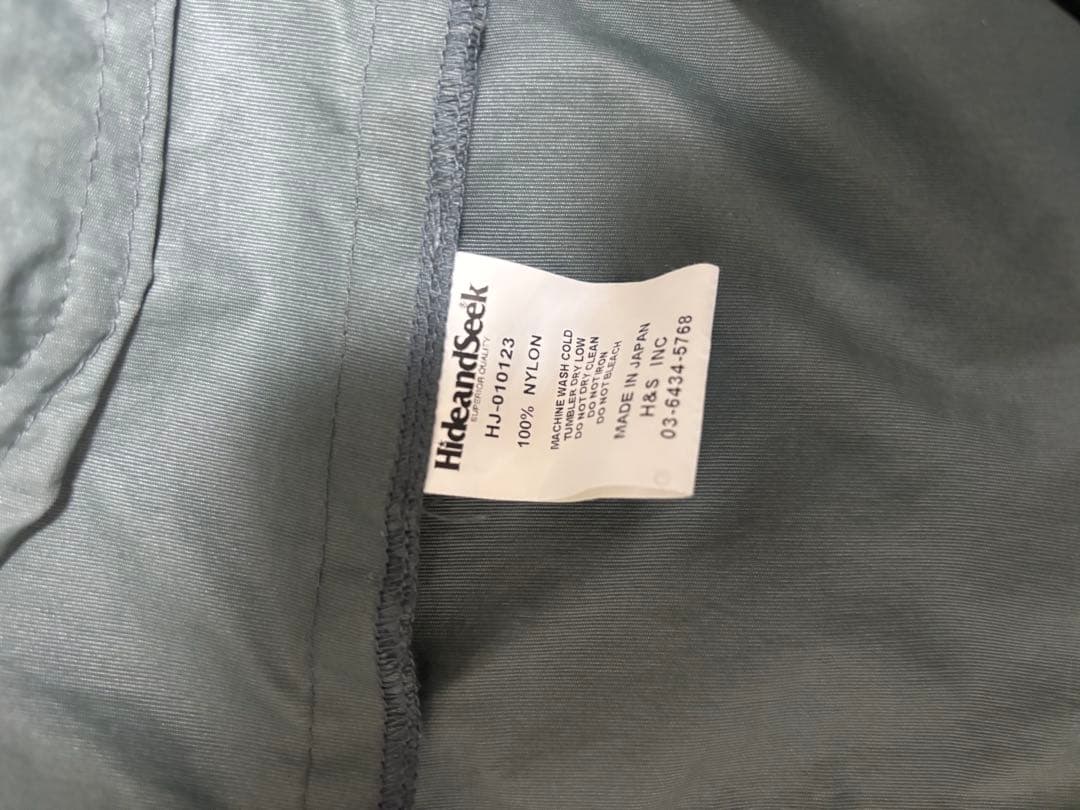 HideandSeek®
SUPERIOR QUALITY
HJ-010123
100% NYLON
MACHINE WASH COLD
TUMBLER DRY LOW
DO NOT DRY CLEAN
DO NOT IRON
DO NOT BLEACH
MADE IN JAPAN
H&S INC
03-6434-5768